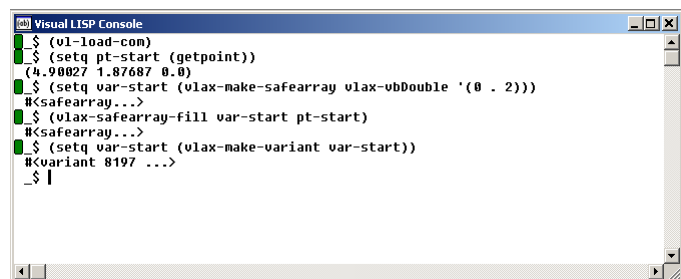 Visual LISP Console
_$ (vl-load-com)
_$ (setq pt-start (getpoint))
(4.90027 1.87687 0.0)
_$ (setq var-start (vlax-make-safearray vlax-vbDouble '(0 . 2)))
#<safearray...>
_$ (vlax-safearray-fill var-start pt-start)
#<safearray...>
_$ (setq var-start (vlax-make-variant var-start))
#<variant 8197 ...>
_$